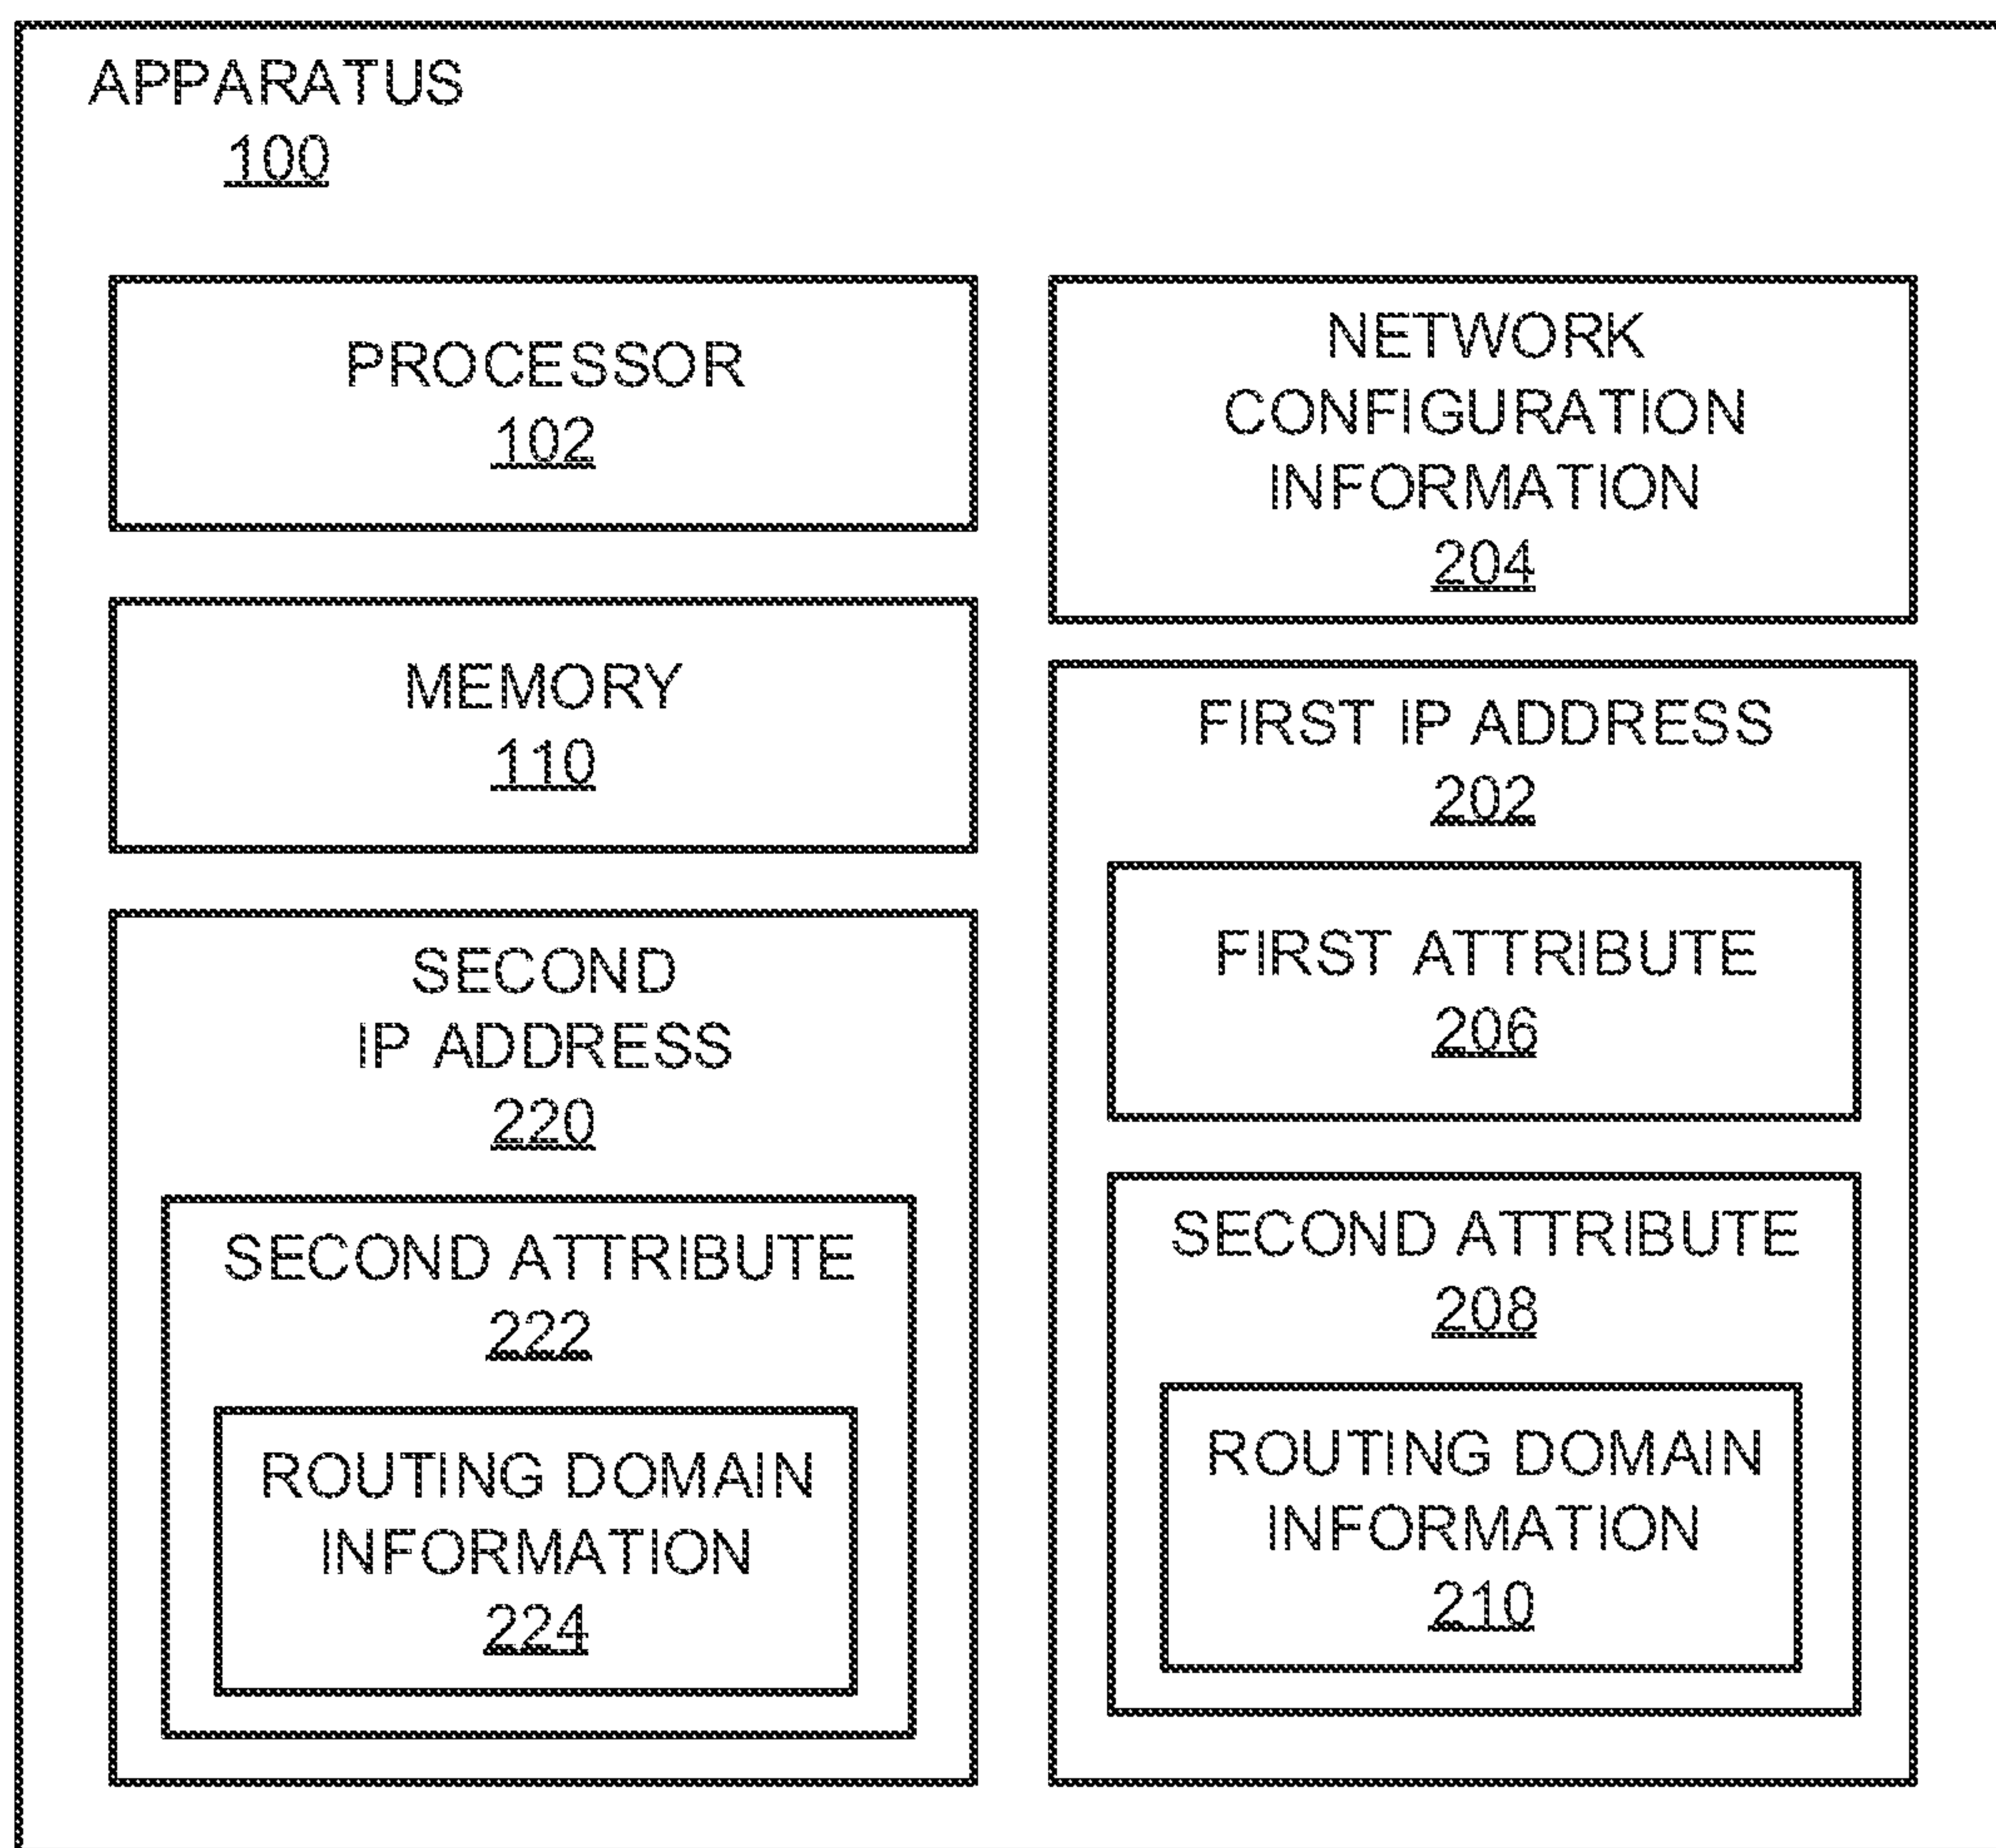 APPARATUS
100
PROCESSOR
102
MEMORY
110
SECOND
IP ADDRESS
220
SECOND ATTRIBUTE
222
ROUTING DOMAIN
INFORMATION
224
NETWORK
CONFIGURATION
INFORMATION
204
FIRST IP ADDRESS
202
FIRST ATTRIBUTE
206
SECOND ATTRIBUTE
208
ROUTING DOMAIN
INFORMATION
210